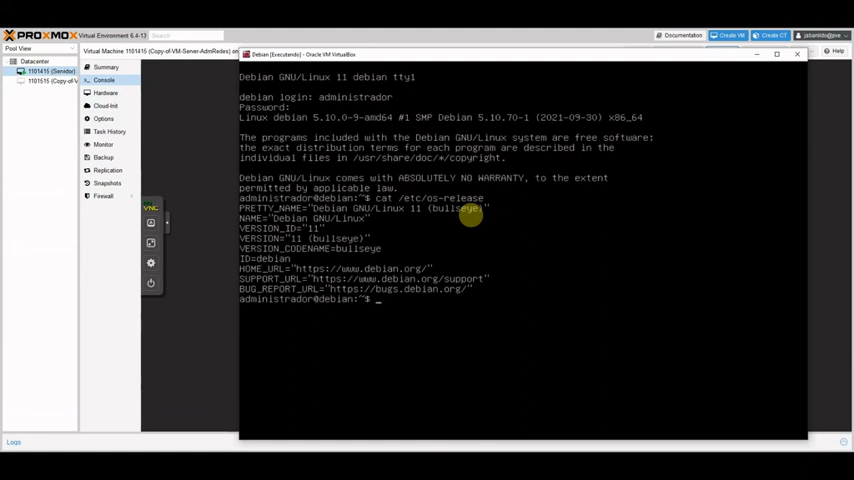 PROXMOX Virtual Environment 6.4-13 Search
Documentation Create VM Create CT jabanildo@pve
Pool View
Virtual Machine 1101415 (Copy-of-VM-Server-AdmRedes) on
Help
Datacenter
1101415 (Servidor)
1101515 (Copy-of-V
Summary
Console
Hardware
Cloud-Init
Options
Task History
Monitor
Backup
Replication
Snapshots
Firewall
VNC
Debian [Executando] - Oracle VM VirtualBox
Debian GNU/Linux 11 debian tty1
debian login: administrador
Password:
Linux debian 5.10.0-9-amd64 #1 SMP Debian 5.10.70-1 (2021-09-30) x86_64
The programs included with the Debian GNU/Linux system are free software;
the exact distribution terms for each program are described in the
individual files in /usr/share/doc/*/copyright.
Debian GNU/Linux comes with ABSOLUTELY NO WARRANTY, to the extent
permitted by applicable law.
administrador@debian:~$ cat /etc/os-release
PRETTY_NAME="Debian GNU/Linux 11 (bullseye)"
NAME="Debian GNU/Linux"
VERSION_ID="11"
VERSION="11 (bullseye)"
VERSION_CODENAME=bullseye
ID=debian
HOME_URL="https://www.debian.org/"
SUPPORT_URL="https://www.debian.org/support"
BUG_REPORT_URL="https://bugs.debian.org/"
administrador@debian:~$ _
Logs